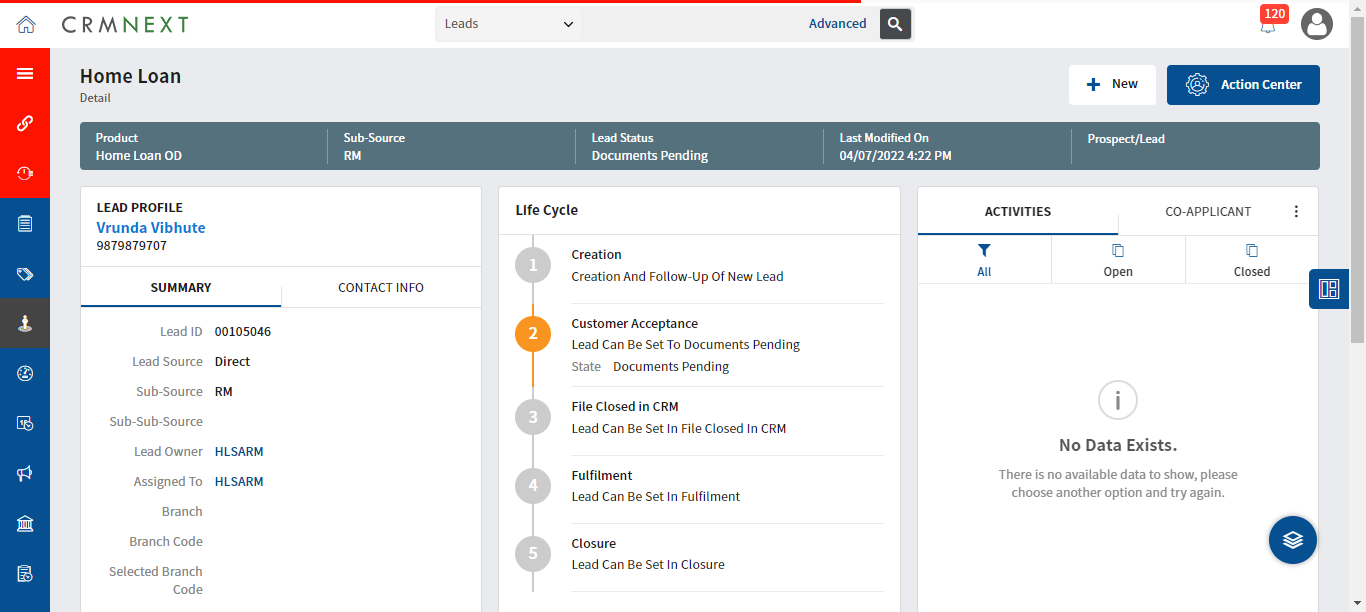 CRMNEXT
Leads
Advanced
120
Home Loan
Detail
New
Action Center
Product
Home Loan OD
Sub-Source
RM
Lead Status
Documents Pending
Last Modified On
04/07/2022 4:22 PM
Prospect/Lead
LEAD PROFILE
Vrunda Vibhute
9879879707
SUMMARY
CONTACT INFO
Lead ID 00105046
Lead Source Direct
Sub-Source RM
Sub-Sub-Source
Lead Owner HLSARM
Assigned To HLSARM
Branch
Branch Code
Selected Branch
Code
Life Cycle
1
Creation
Creation And Follow-Up Of New Lead
2
Customer Acceptance
Lead Can Be Set To Documents Pending
State Documents Pending
3
File Closed in CRM
Lead Can Be Set In File Closed In CRM
4
Fulfilment
Lead Can Be Set In Fulfilment
5
Closure
Lead Can Be Set In Closure
ACTIVITIES
CO-APPLICANT
All
Open
Closed
No Data Exists.
There is no available data to show, please
choose another option and try again.